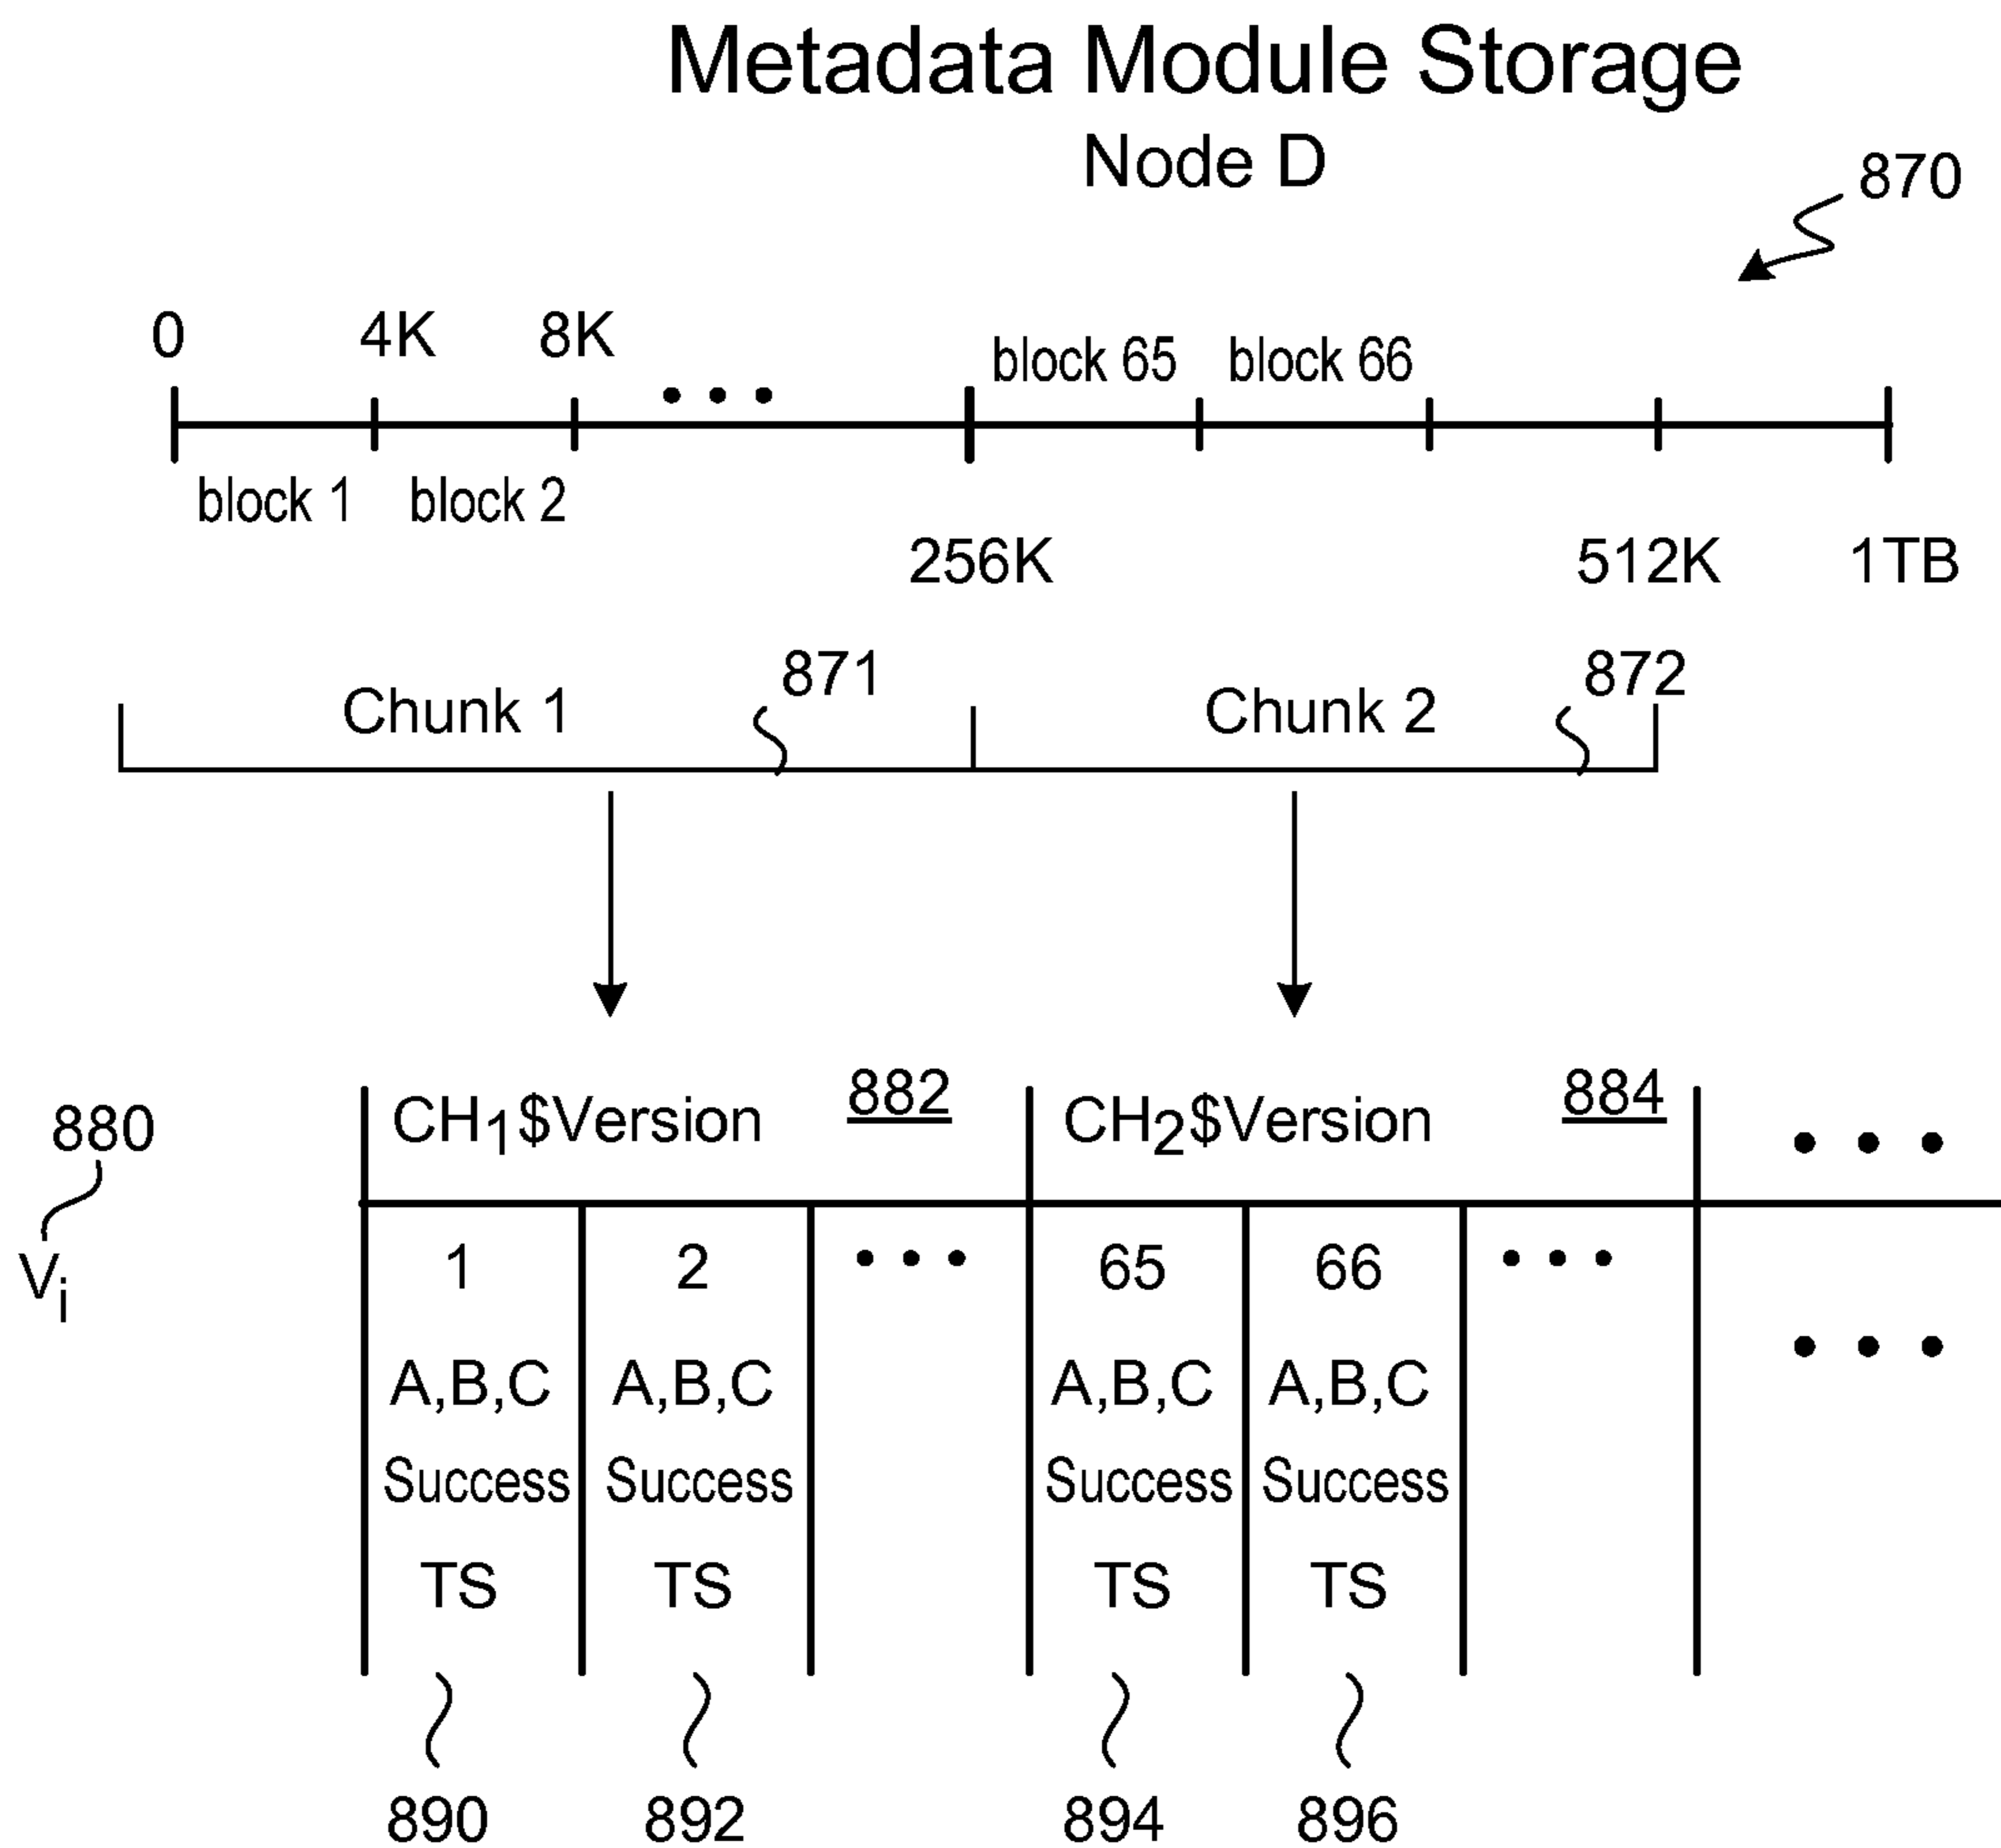 Metadata Module Storage
Node D
870
0 4K 8K block 65 block 66
block 1 block 2
256K 512K 1TB
871 872
Chunk 1 Chunk 2
882 884
880 CH1$Version CH2$Version
Vi 1 2 65 66
A,B,C A,B,C A,B,C A,B,C
Success Success Success Success
TS TS TS TS
890 892 894 896